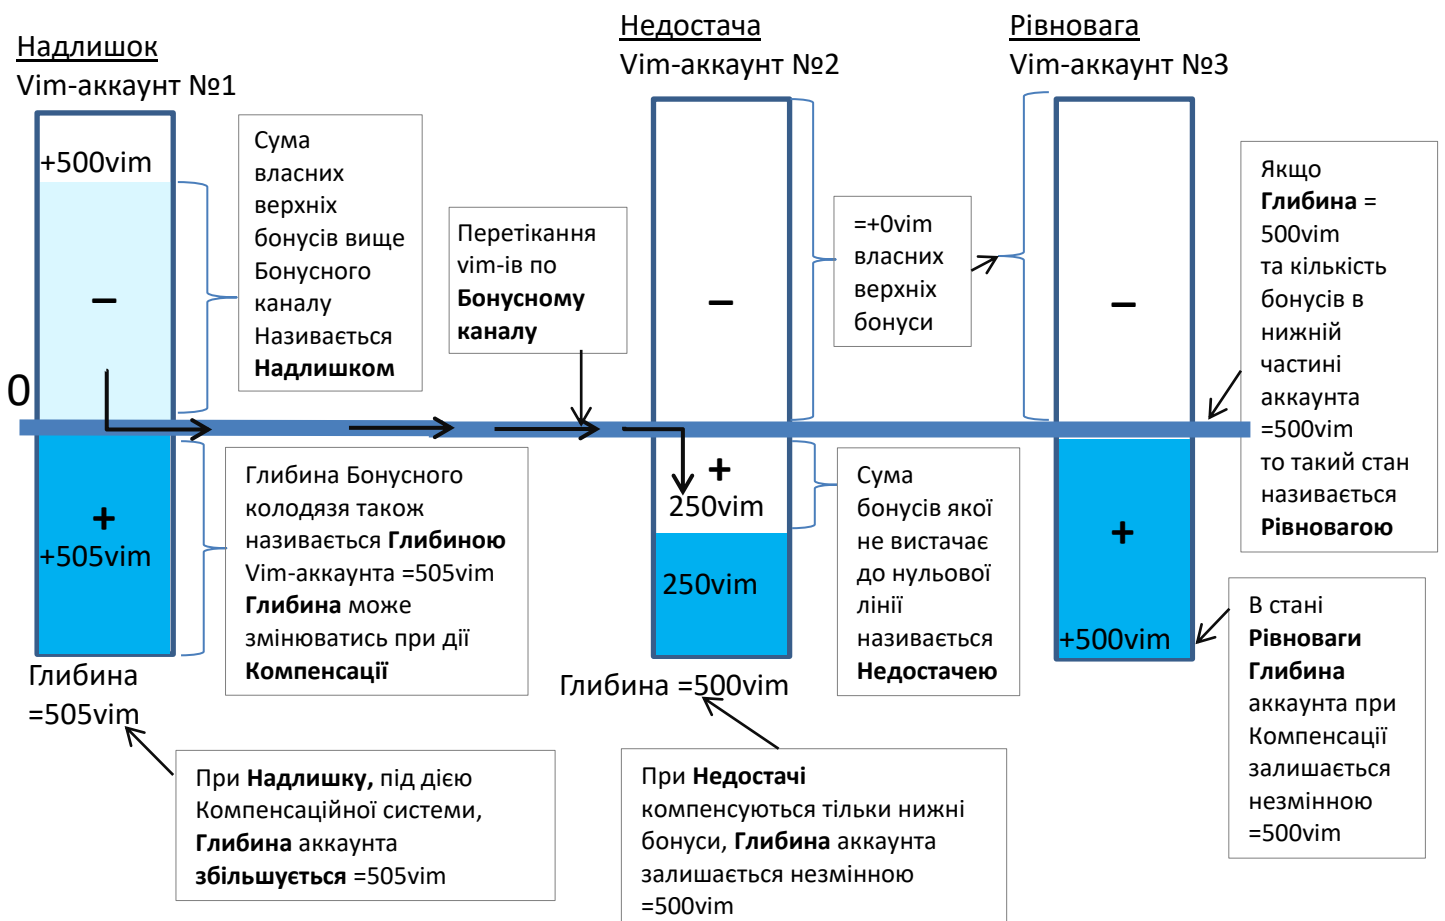 Надлишок
Vim-аккаунт №1
Недостача
Vim-аккаунт №2
Рівновага
Vim-аккаунт №3
+500vim
–
0
+
+505vim
Глибина
=505vim
Сума
власних
верхніх
бонусів вище
Бонусного
каналу
Називається
Надлишком
Глибина Бонусного
колодязя також
називається Глибиною
Vim-аккаунта =505vim
Глибина може
змінюватись при дії
Компенсації
При Надлишку, під дією
Компенсаційної системи,
Глибина аккаунта
збільшується =505vim
Перетікання
vim-ів по
Бонусному
каналу
–
+
250vim
250vim
Глибина =500vim
=+0vim
власних
верхніх
бонуси
Сума
бонусів якої
не вистачає
до нульової
лінії
називається
Недостачею
При Недостачі
компенсуються тільки нижні
бонуси, Глибина аккаунта
залишається незмінною
=500vim
–
+
+500vim
Якщо
Глибина =
500vim
та кількість
бонусів в
нижній
частині
аккаунта
=500vim
то такий стан
називається
Рівновагою
В стані
Рівноваги
Глибина
аккаунта при
Компенсації
залишається
незмінною
=500vim